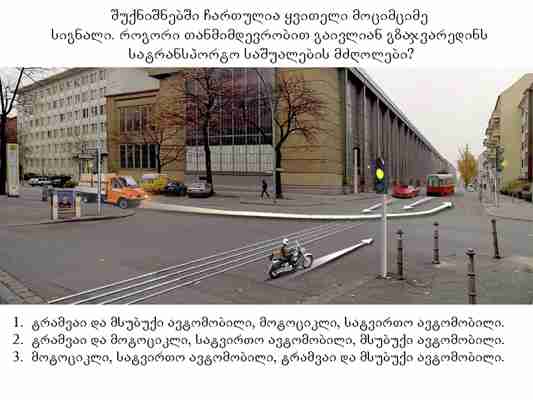 შუქნიშნებში ჩართულია ყვითელი მოციმციმე
სიგნალი. როგორი თანმიმდევრობით გაივლიან გზაჯვარედინს
სატრანსპორტო საშუალების მძღოლები?
1. ტრამვაი და მსუბუქი ავტომობილი, მოტოციკლი, სატვირთო ავტომობილი.
2. ტრამვაი და მოტოციკლი, სატვირთო ავტომობილი, მსუბუქი ავტომობილი.
3. მოტოციკლი, სატვირთო ავტომობილი, ტრამვაი და მსუბუქი ავტომობილი.